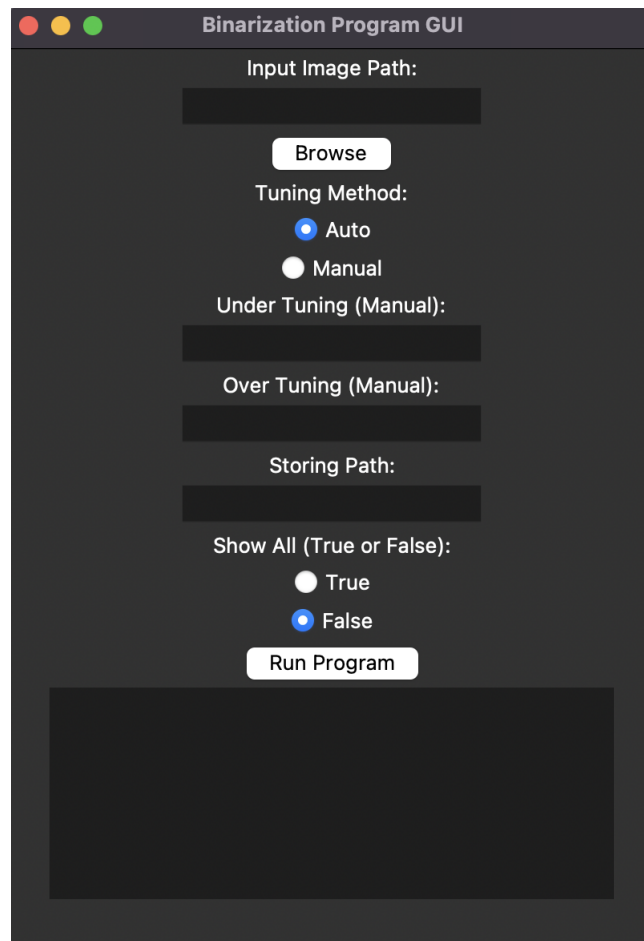 Binarization Program GUI
Input Image Path:
Browse
Tuning Method:
Auto
Manual
Under Tuning (Manual):
Over Tuning (Manual):
Storing Path:
Show All (True or False):
True
False
Run Program